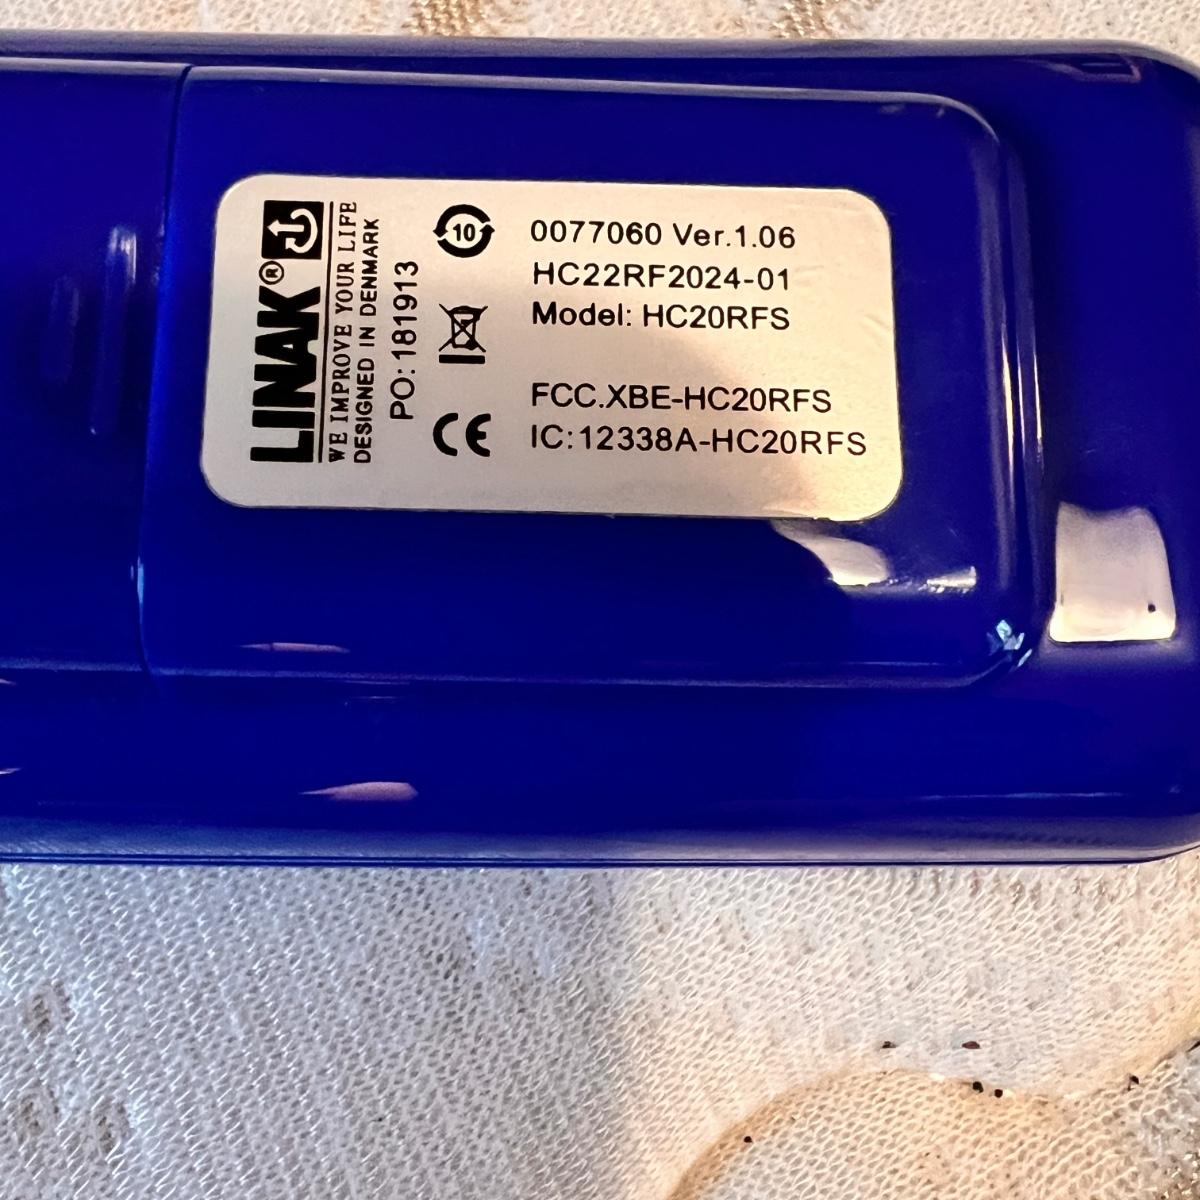 LINAK®
WE IMPROVE YOUR LIFE
DESIGNED IN DENMARK
PO:181913
10
0077060 Ver.1.06
HC22RF2024-01
Model: HC20RFS
FCC.XBE-HC20RFS
IC:12338A-HC20RFS
CE